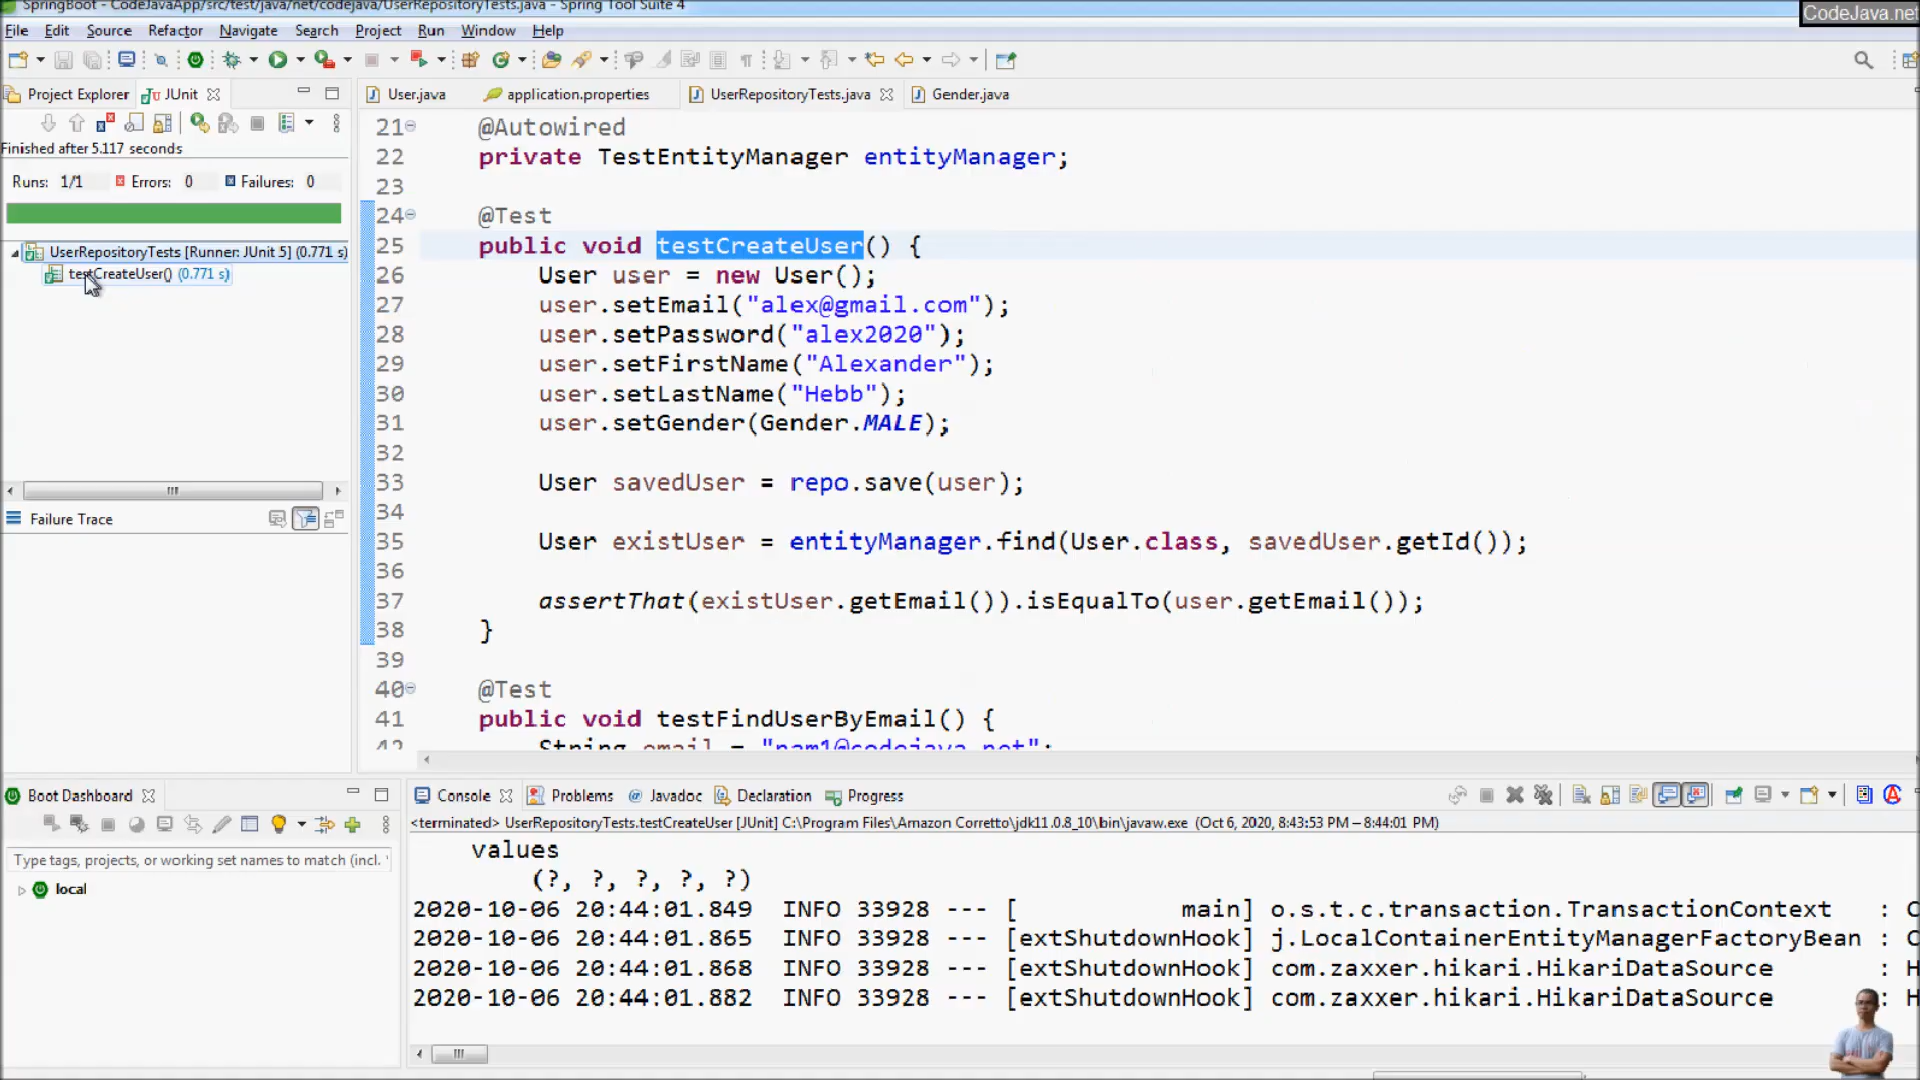 SpringBoot - CodeJavaApp/src/test/java/net/codejava/UserRepositoryTests.java - Spring Tool Suite 4
CodeJava.net
File Edit Source Refactor Navigate Search Project Run Window Help
Project Explorer JUnit
User.java application.properties UserRepositoryTests.java Gender.java
Finished after 5.117 seconds
Runs: 1/1 Errors: 0 Failures: 0
UserRepositoryTests [Runner: JUnit 5] (0.771 s)
testCreateUser() (0.771 s)
Failure Trace
21 @Autowired
22 private TestEntityManager entityManager;
23
24 @Test
25 public void testCreateUser() {
26 User user = new User();
27 user.setEmail("alex@gmail.com");
28 user.setPassword("alex2020");
29 user.setFirstName("Alexander");
30 user.setLastName("Hebb");
31 user.setGender(Gender.MALE);
32
33 User savedUser = repo.save(user);
34
35 User existUser = entityManager.find(User.class, savedUser.getId());
36
37 assertThat(existUser.getEmail()).isEqualTo(user.getEmail());
38 }
39
40 @Test
41 public void testFindUserByEmail() {
42 String email = "nam1@codejava.net";
Boot Dashboard
Type tags, projects, or working set names to match (incl. *
local
Console Problems @ Javadoc Declaration Progress
<terminated> UserRepositoryTests.testCreateUser [JUnit] C:\Program Files\Amazon Corretto\jdk11.0.8_10\bin\javaw.exe (Oct 6, 2020, 8:43:53 PM – 8:44:01 PM)
values
(?, ?, ?, ?, ?)
2020-10-06 20:44:01.849 INFO 33928 --- [ main] o.s.t.c.transaction.TransactionContext : C
2020-10-06 20:44:01.865 INFO 33928 --- [extShutdownHook] j.LocalContainerEntityManagerFactoryBean : C
2020-10-06 20:44:01.868 INFO 33928 --- [extShutdownHook] com.zaxxer.hikari.HikariDataSource : H
2020-10-06 20:44:01.882 INFO 33928 --- [extShutdownHook] com.zaxxer.hikari.HikariDataSource : H